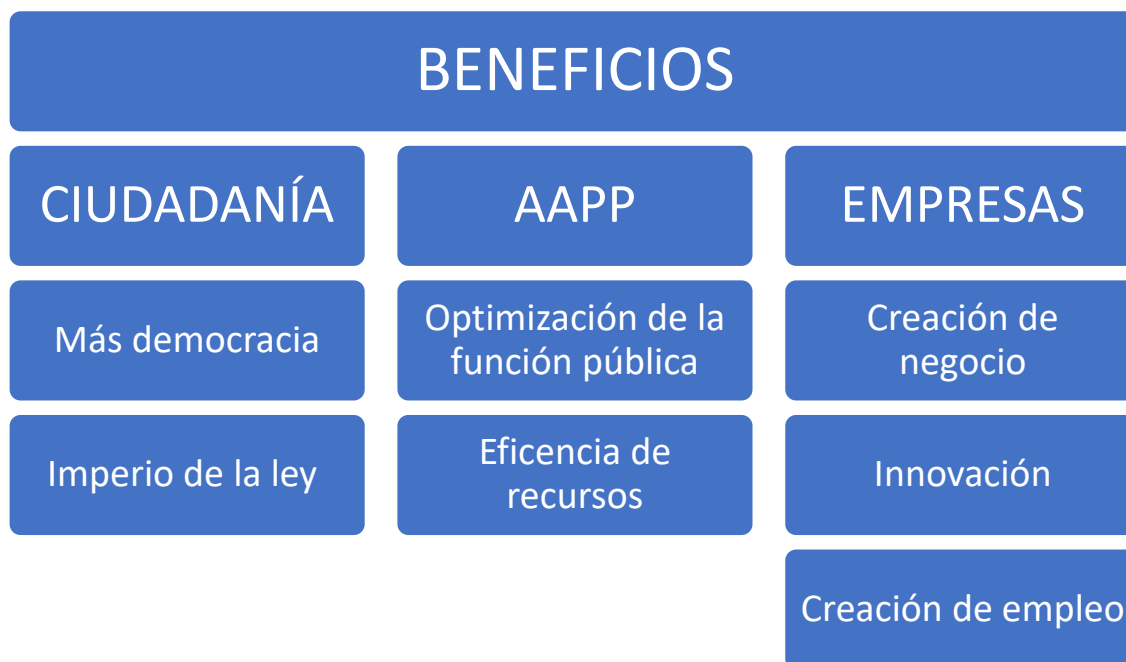 BENEFICIOS
CIUDADANÍA
Más democracia
Imperio de la ley
AAPP
Optimización de la
función pública
Eficencia de
recursos
EMPRESAS
Creación de
negocio
Innovación
Creación de empleo